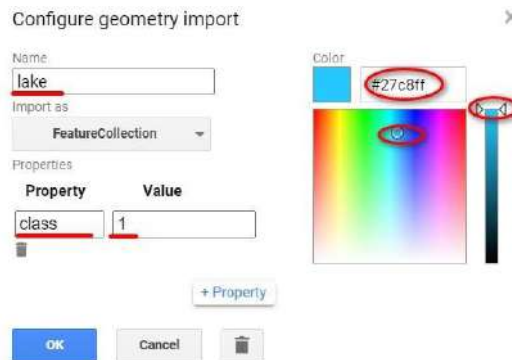 Configure geometry import
Name
lake
Import as
FeatureCollection
Properties
Property Value
class 1
+ Property
OK Cancel
Color
#27c8ff